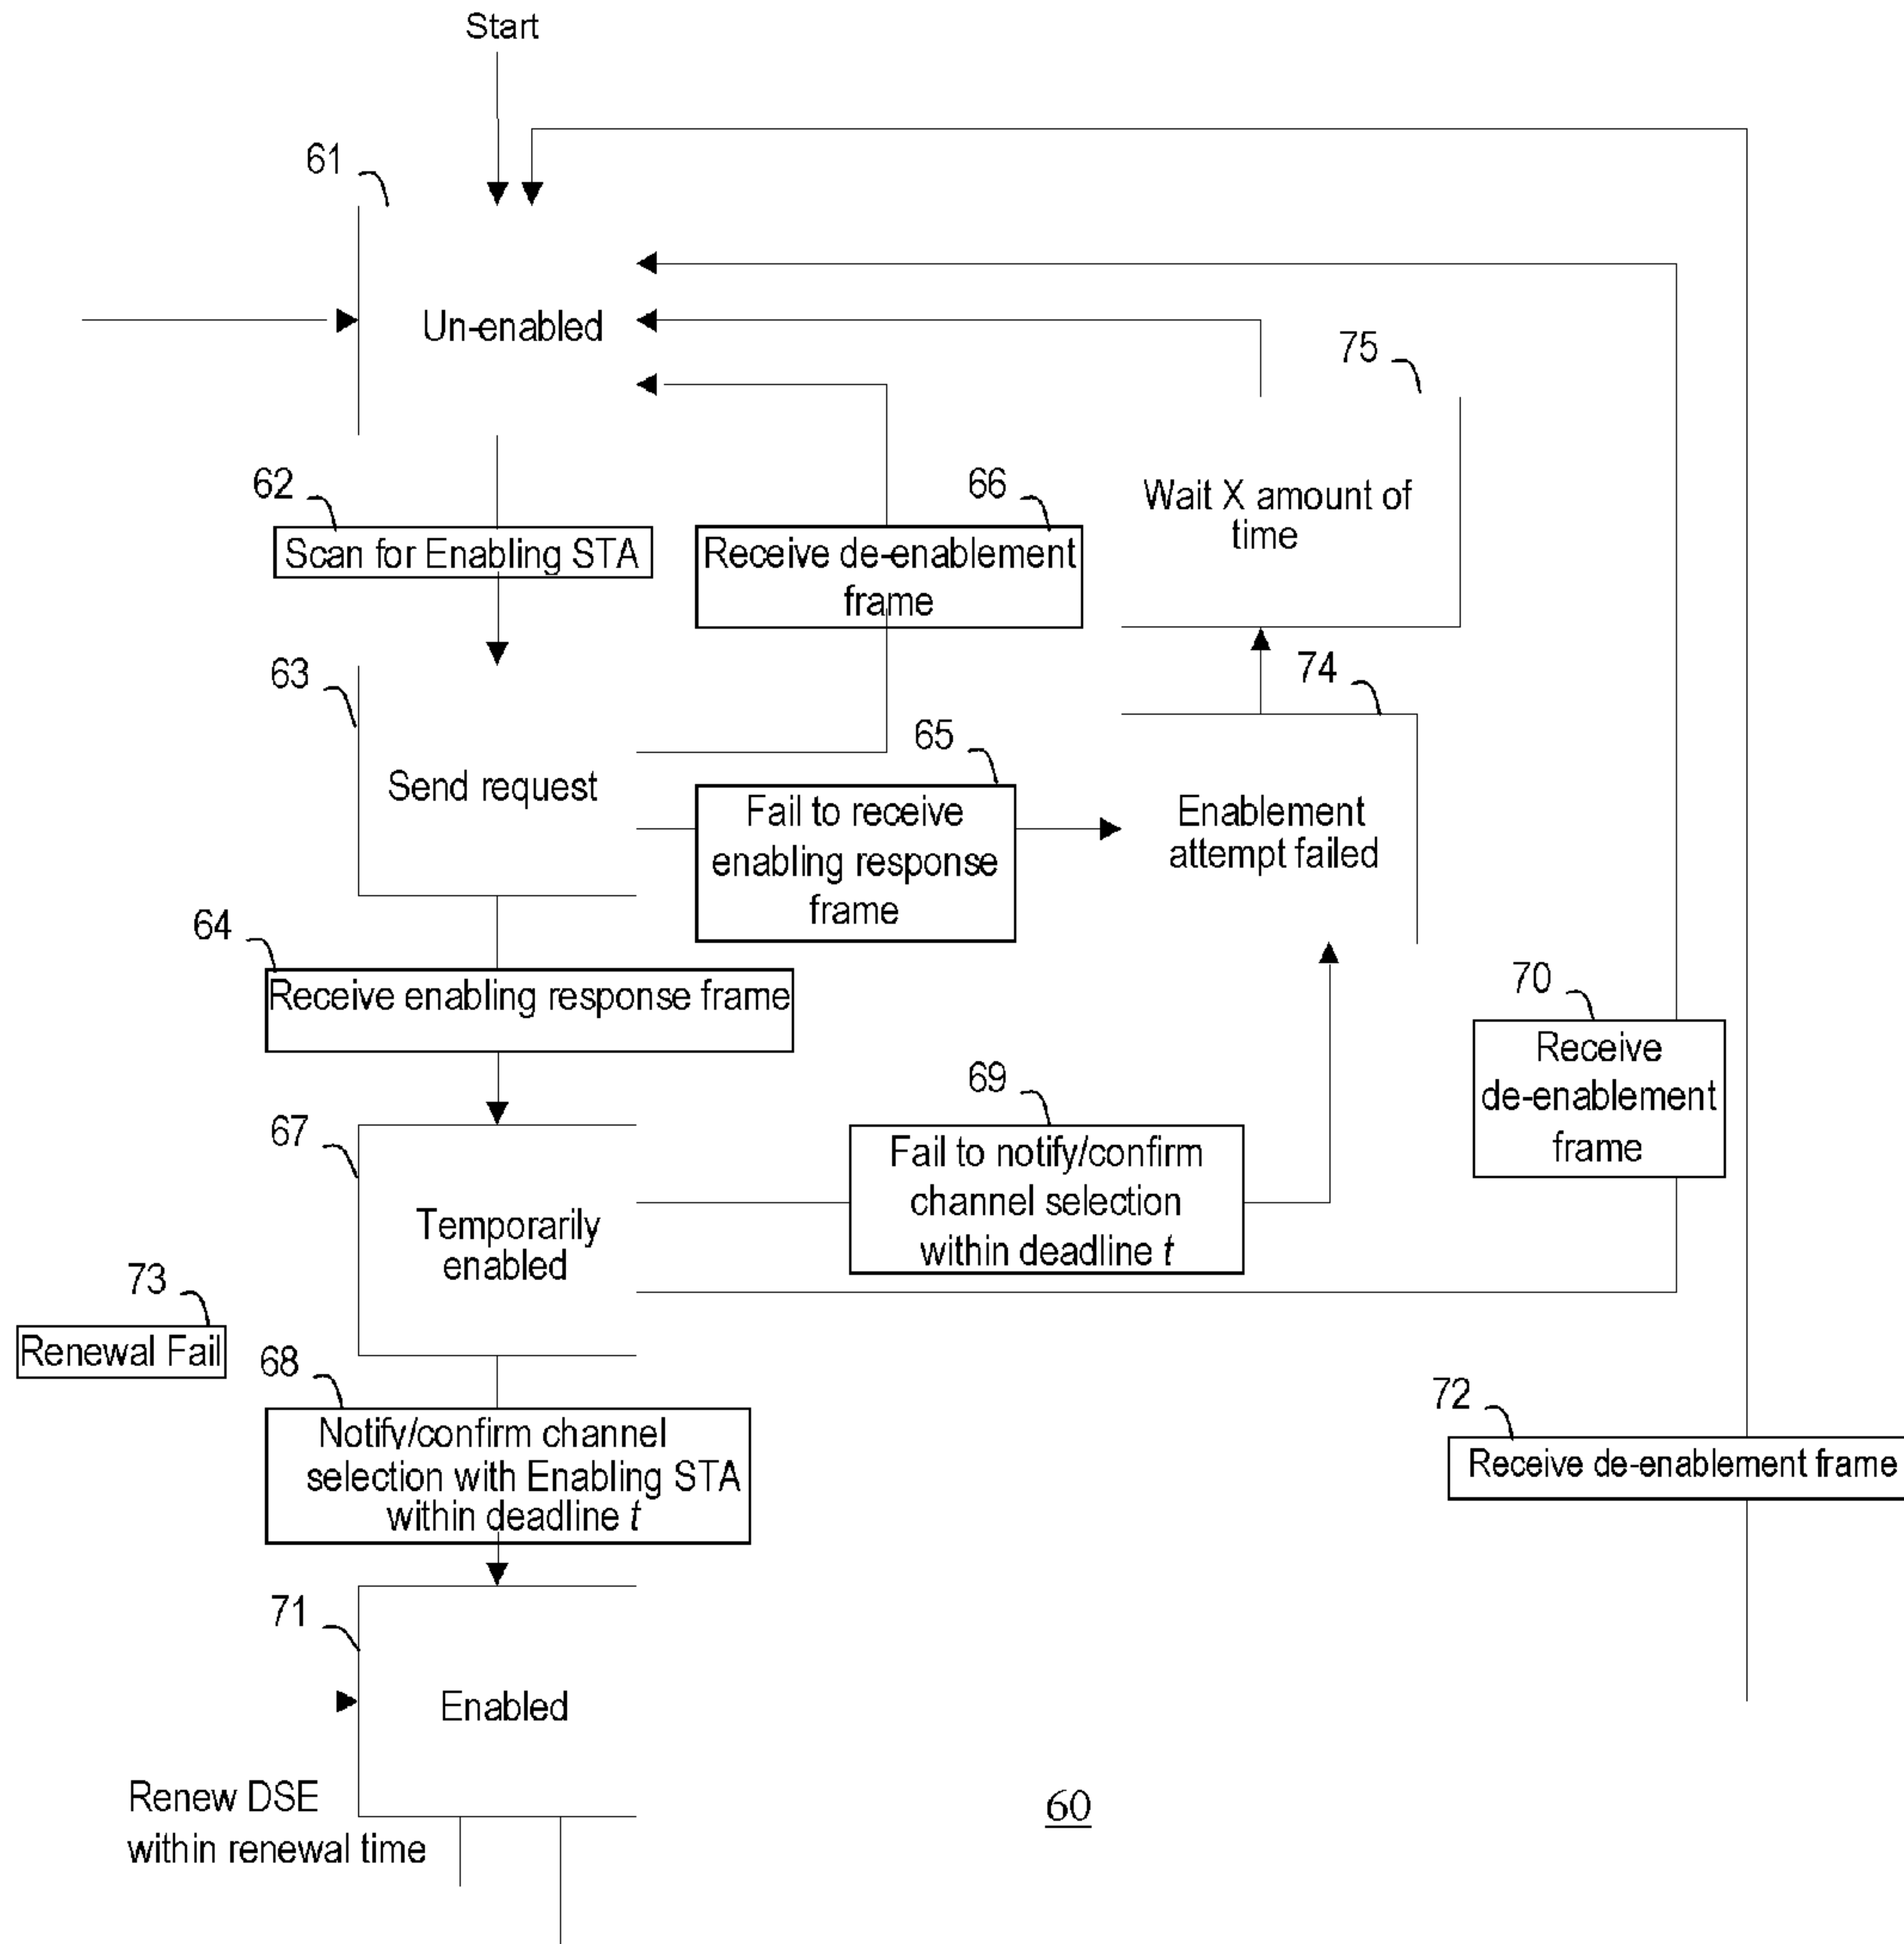 Start
61
Un-enabled
75
62
Scan for Enabling STA
66
Receive de-enablement
frame
Wait X amount of
time
63
Send request
65
Fail to receive
enabling response
frame
74
Enablement
attempt failed
64
Receive enabling response frame
70
Receive
de-enablement
frame
67
Temporarily
enabled
69
Fail to notify/confirm
channel selection
within deadline t
73
Renewal Fail
68
Notify/confirm channel
selection with Enabling STA
within deadline t
72
Receive de-enablement frame
71
Enabled
Renew DSE
within renewal time
60